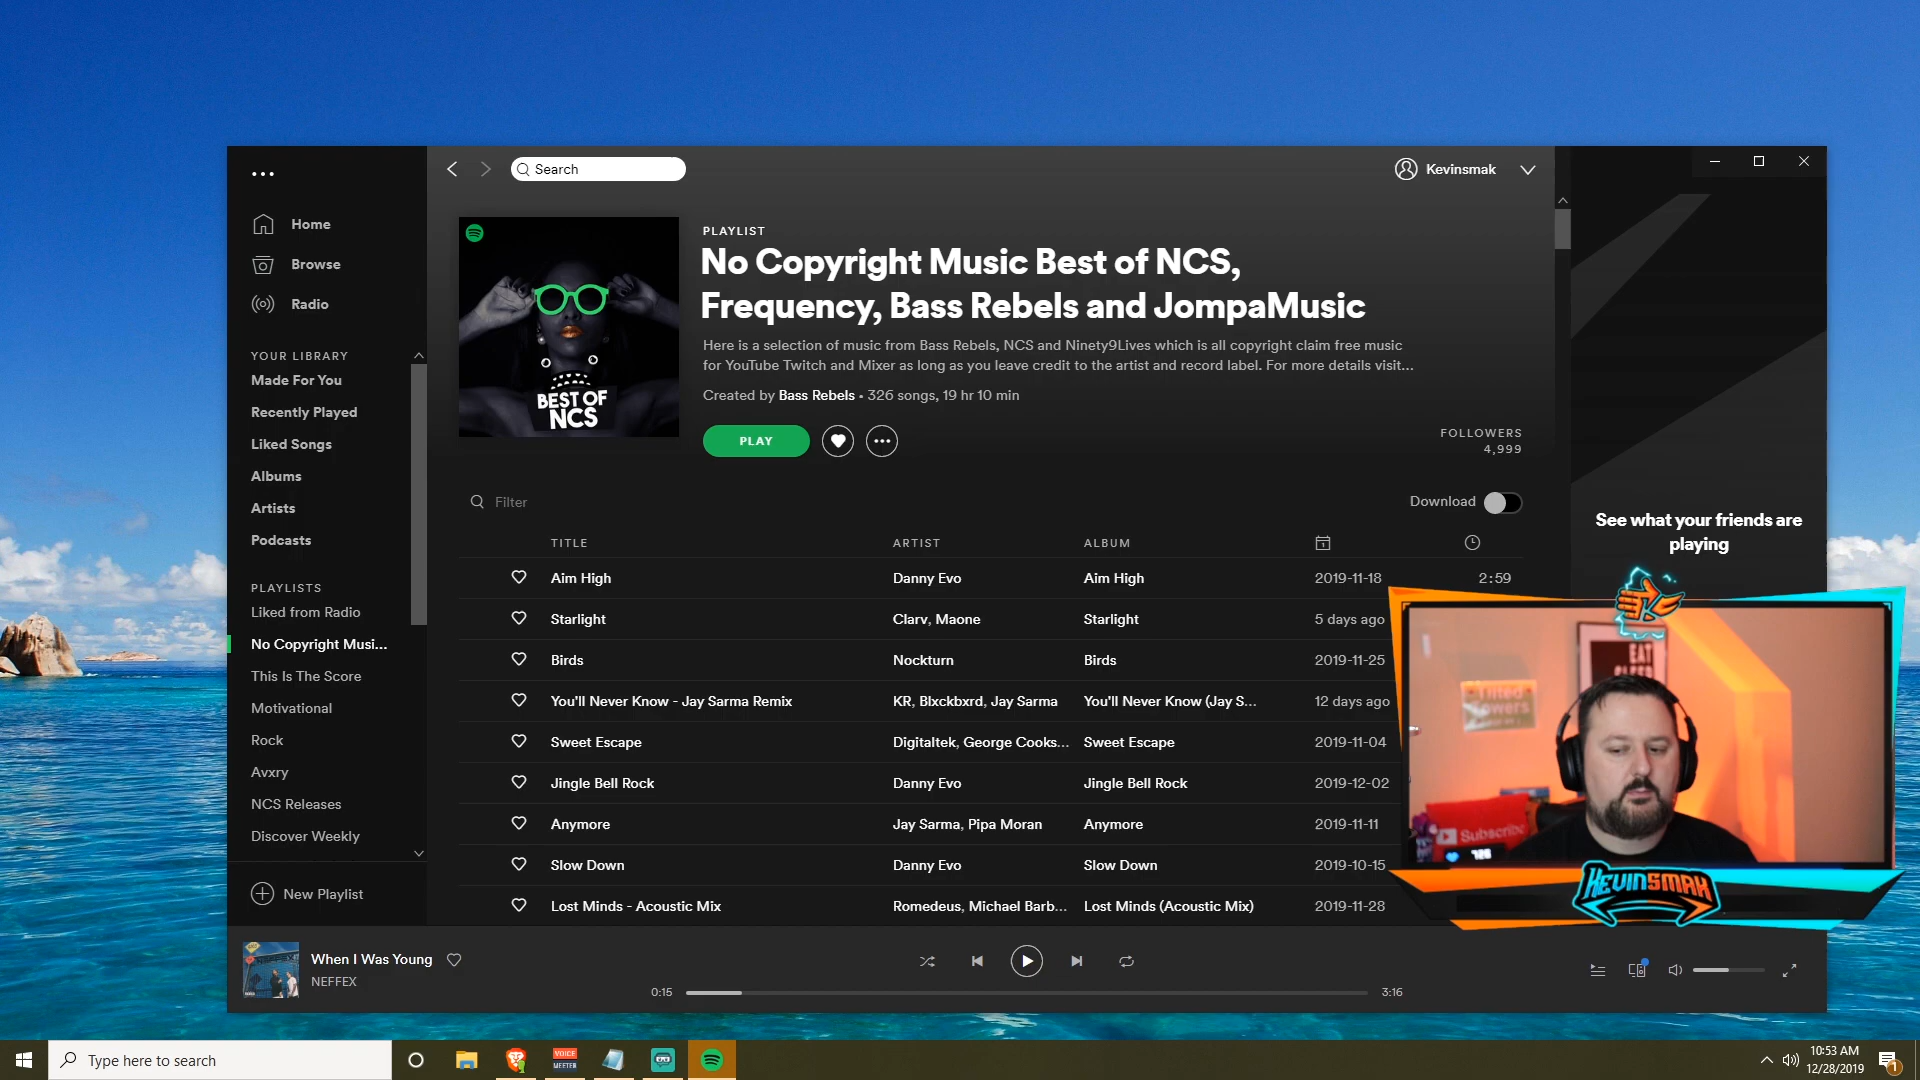 Search
Kevinsmak
Home
Browse
Radio
YOUR LIBRARY
Made For You
Recently Played
Liked Songs
Albums
Artists
Podcasts
PLAYLISTS
Liked from Radio
No Copyright Musi...
This Is The Score
Motivational
Rock
Avxry
NCS Releases
Discover Weekly
New Playlist
BEST OF
NCS
PLAYLIST
No Copyright Music Best of NCS,
Frequency, Bass Rebels and JompaMusic
Here is a selection of music from Bass Rebels, NCS and Ninety9Lives which is all copyright claim free music
for YouTube Twitch and Mixer as long as you leave credit to the artist and record label. For more details visit...
Created by Bass Rebels • 326 songs, 19 hr 10 min
PLAY
FOLLOWERS
4,999
Filter
Download
TITLE ARTIST ALBUM
Aim High Danny Evo Aim High 2019-11-18 2:59
Starlight Clarv, Maone Starlight 5 days ago
Birds Nockturn Birds 2019-11-25
You'll Never Know - Jay Sarma Remix KR, Blxckbxrd, Jay Sarma You'll Never Know (Jay S... 12 days ago
Sweet Escape Digitaltek, George Cooks... Sweet Escape 2019-11-04
Jingle Bell Rock Danny Evo Jingle Bell Rock 2019-12-02
Anymore Jay Sarma, Pipa Moran Anymore 2019-11-11
Slow Down Danny Evo Slow Down 2019-10-15
Lost Minds - Acoustic Mix Romedeus, Michael Barb... Lost Minds (Acoustic Mix) 2019-11-28
See what your friends are
playing
EAT
Subscribe
KEVINSMAK
When I Was Young
NEFFEX
0:15
3:16
Type here to search
VOICE
MEETER
10:53 AM
12/28/2019
1